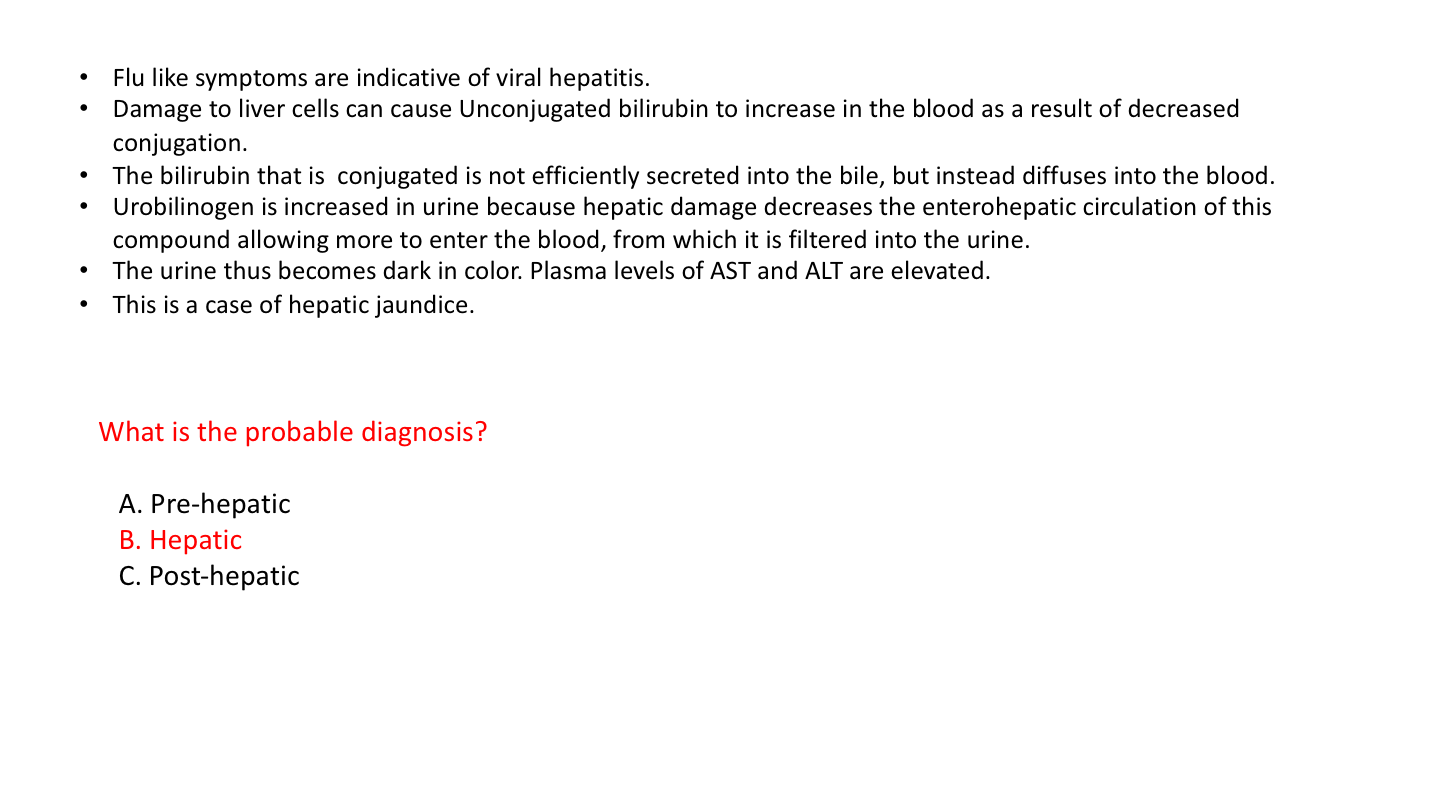 • Flu like symptoms are indicative of viral hepatitis.
• Damage to liver cells can cause Unconjugated bilirubin to increase in the blood as a result of decreased
conjugation.
• The bilirubin that is  conjugated is not efficiently secreted into the bile, but instead diffuses into the blood.
• Urobilinogen is increased in urine because hepatic damage decreases the enterohepatic circulation of this
compound allowing more to enter the blood, from which it is filtered into the urine.
• The urine thus becomes dark in color. Plasma levels of AST and ALT are elevated.
• This is a case of hepatic jaundice.
What is the probable diagnosis?
A. Pre-hepatic
B. Hepatic
C. Post-hepatic